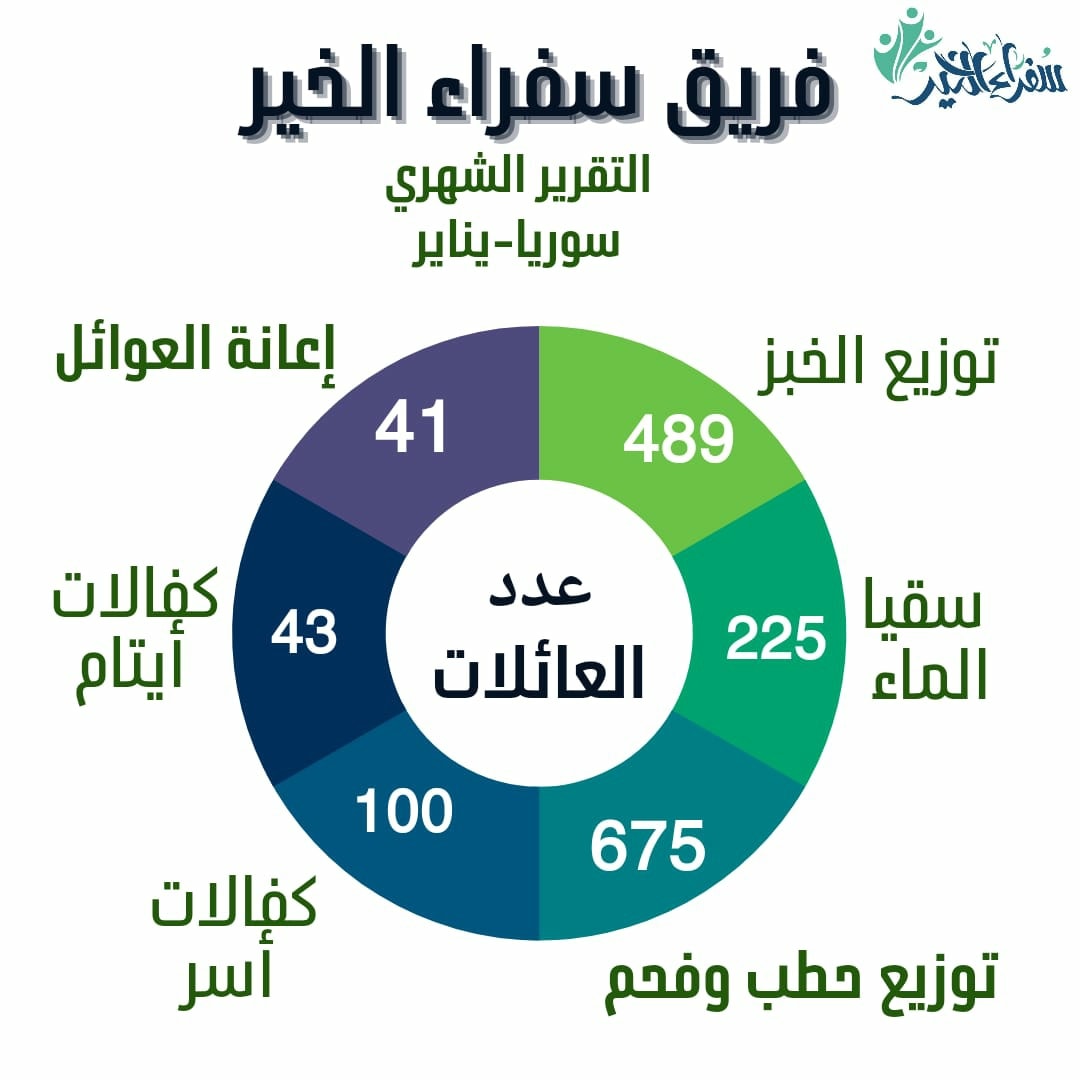 سفراء الخير
فريق سفراء الخير
التقرير الشهري
سوريا-يناير
توزيع الخبز
489
إعانة العوائل
41
سقيا
الماء
225
كفالات
أيتام
43
عدد
العائلات
675
توزيع حطب وفحم
100
كفالات
أسر